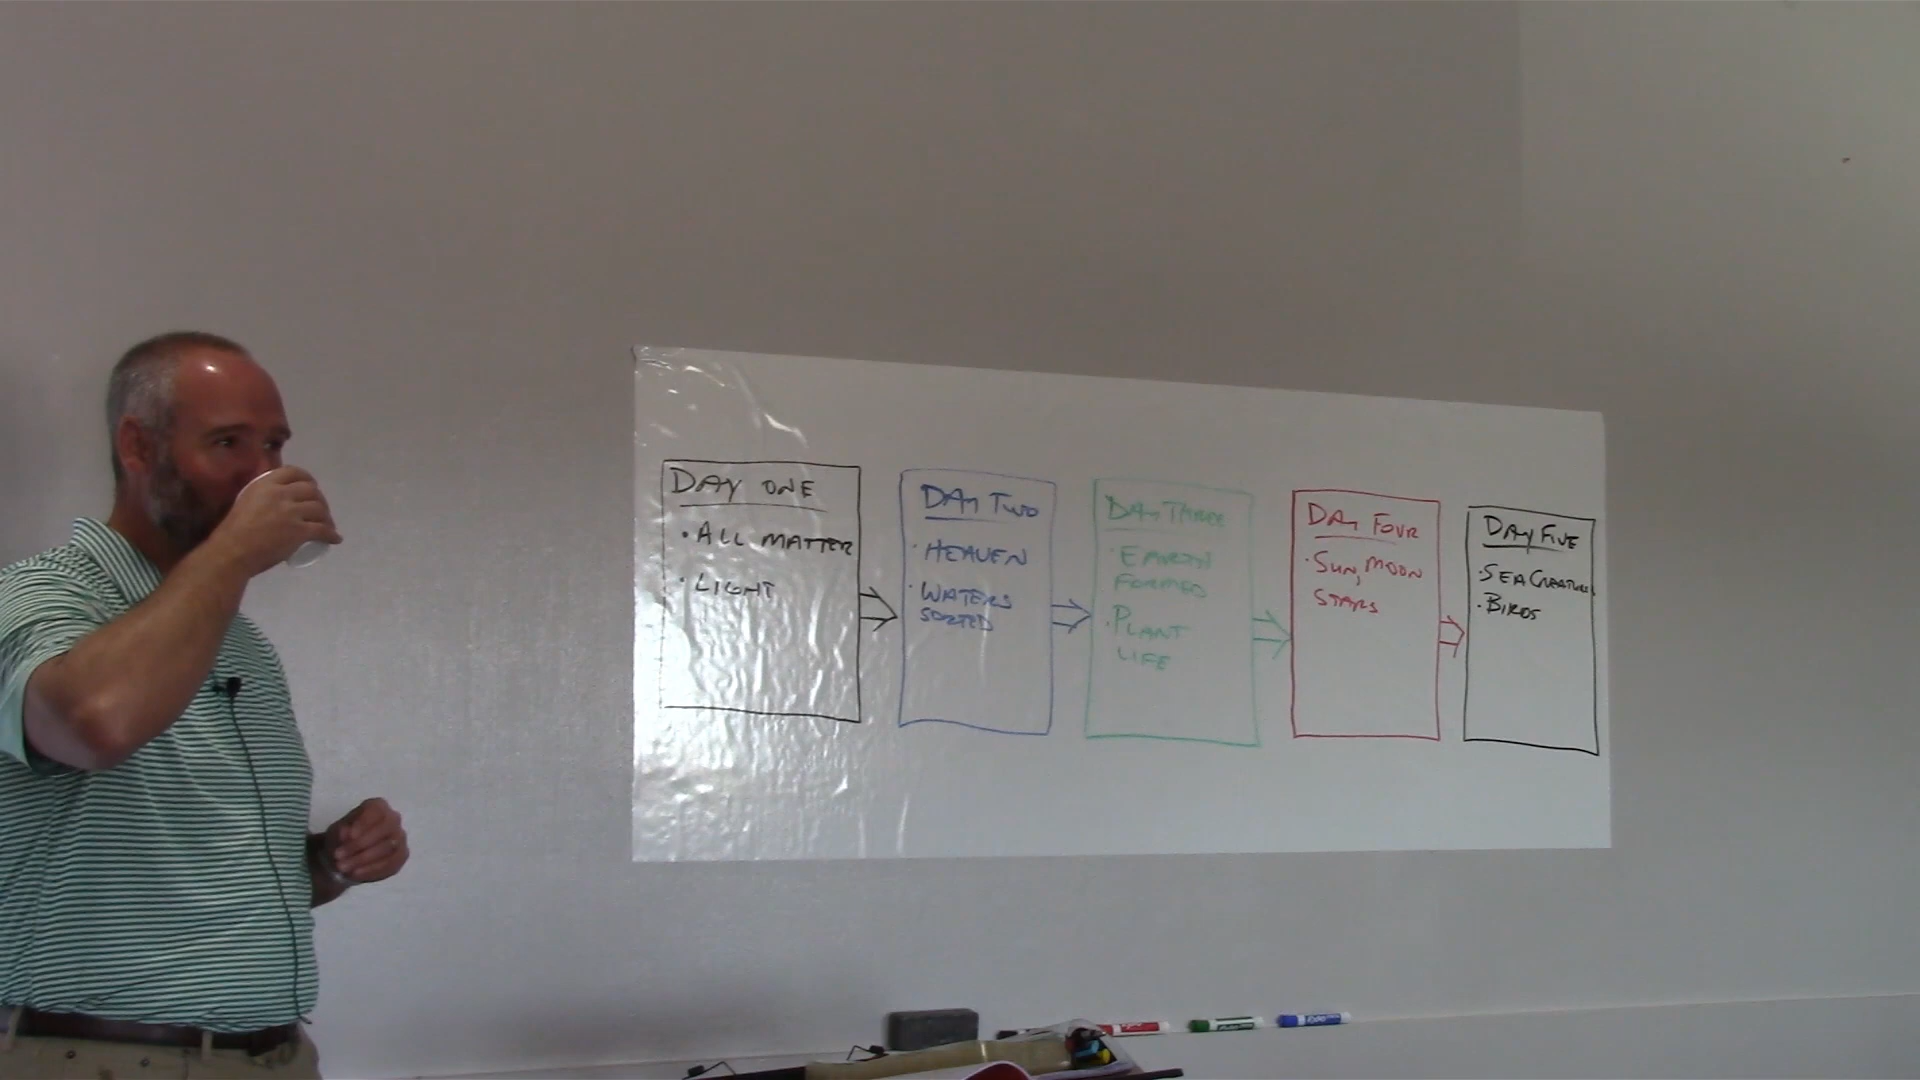 DAY ONE
· ALL MATTER
· LIGHT
DAY TWO
· HEAVEN
· WATERS
SORTED
DAY THREE
· EARTH
FORMED
· PLANT
LIFE
DAY FOUR
· SUN, MOON
STARS
DAY FIVE
· SEA CREATURES
· BIRDS
EXPO